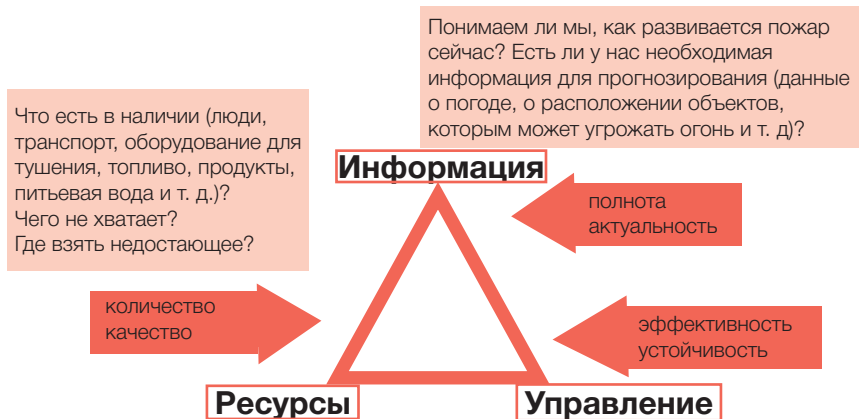 Понимаем ли мы, как развивается пожар
сейчас? Есть ли у нас необходимая
информация для прогнозирования (данные
о погоде, о расположении объектов,
которым может угрожать огонь и т. д)?
Что есть в наличии (люди,
транспорт, оборудование для
тушения, топливо, продукты,
питьевая вода и т. д.)?
Чего не хватает?
Где взять недостающее?
Информация
полнота
актуальность
количество
качество
эффективность
устойчивость
Ресурсы
Управление